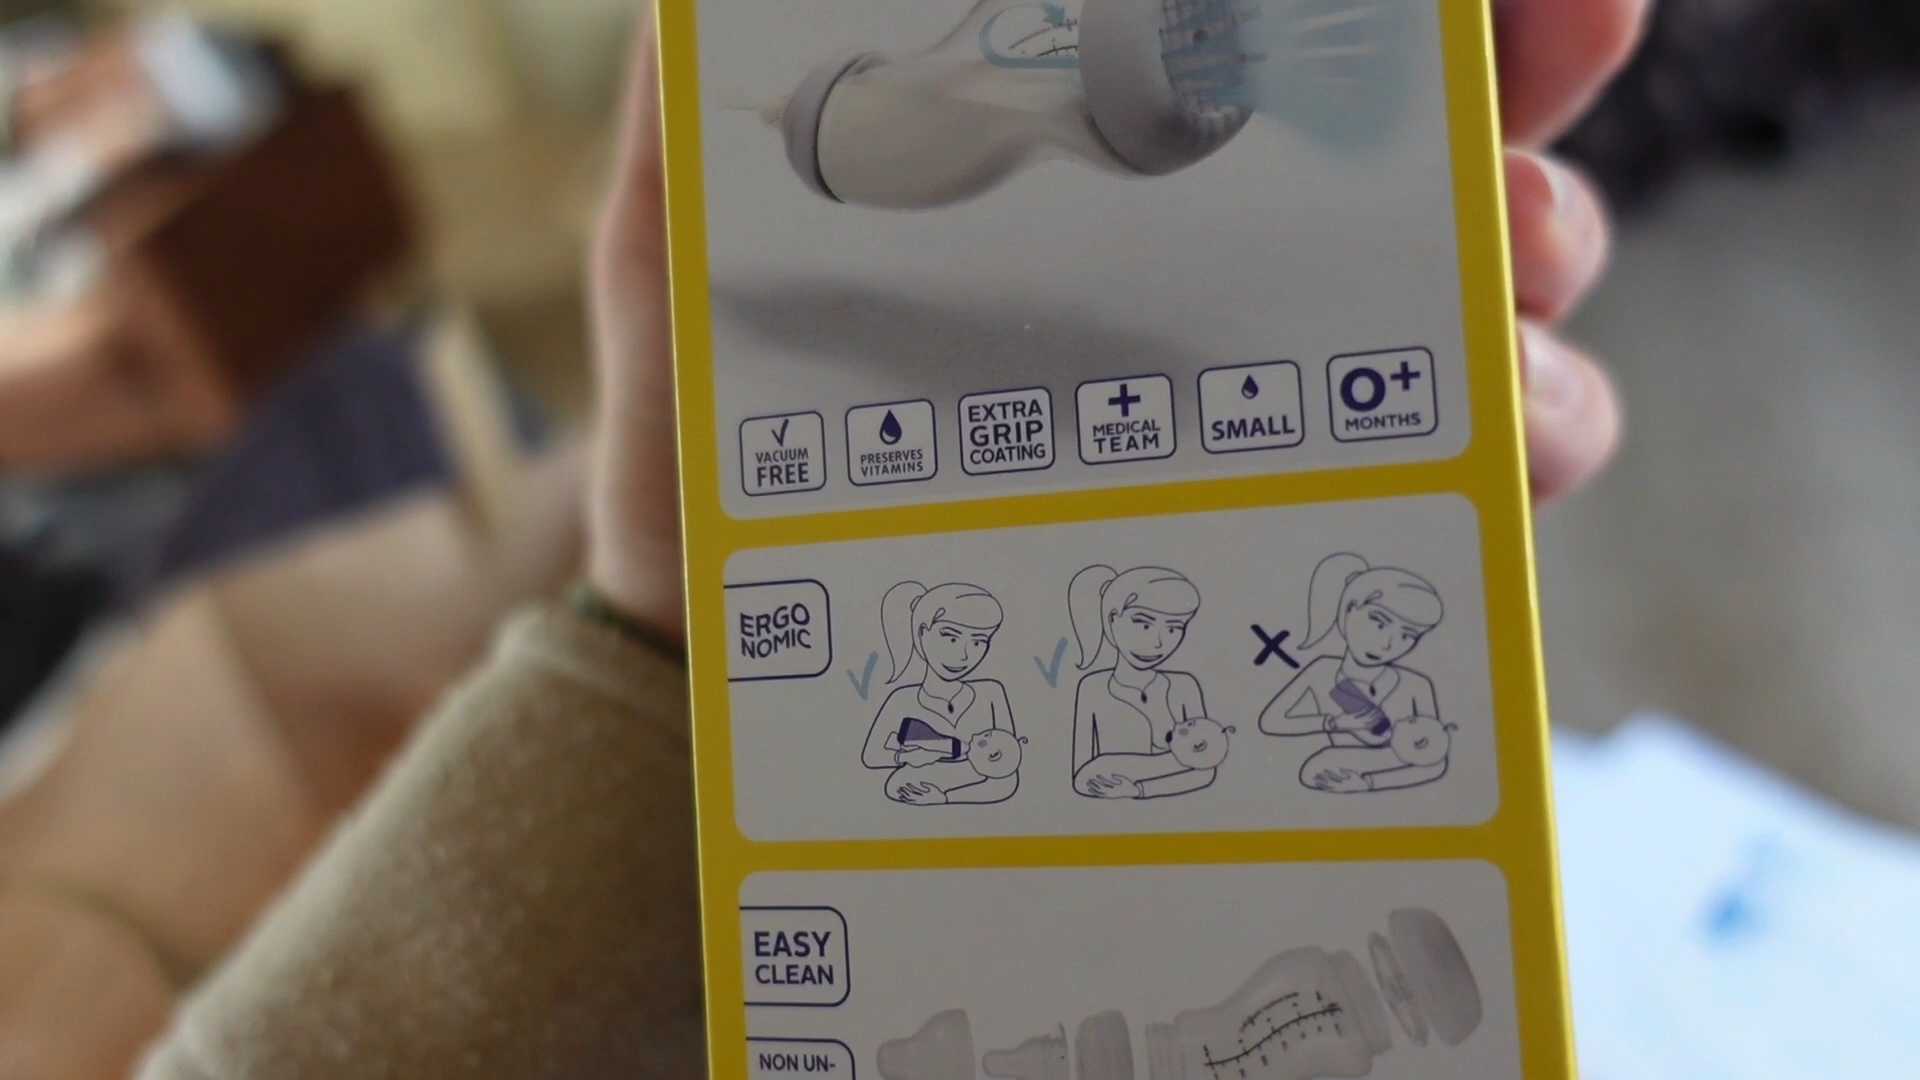 VACUUM
FREE
PRESERVES
VITAMINS
EXTRA
GRIP
COATING
MEDICAL
TEAM
SMALL
0+
MONTHS
ERGO
NOMIC
EASY
CLEAN
NON UN-